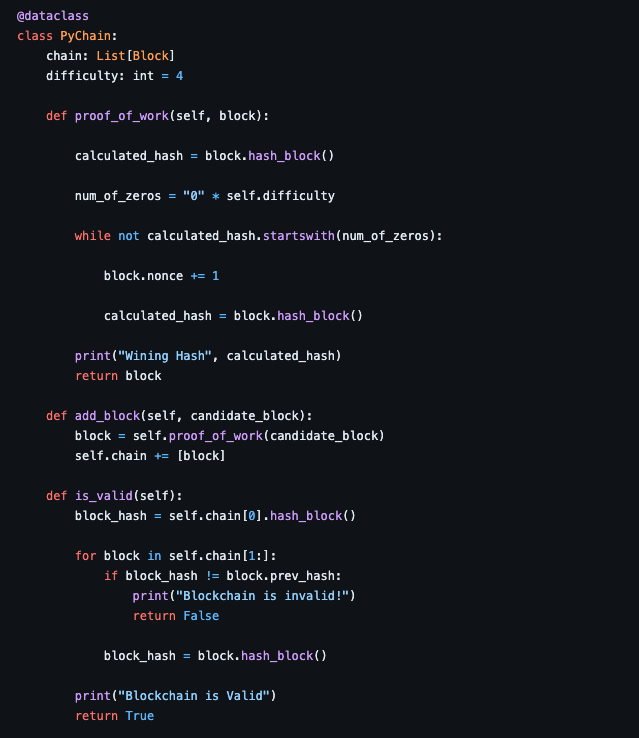 @dataclass
class PyChain:
    chain: List[Block]
    difficulty: int = 4
    def proof_of_work(self, block):
        calculated_hash = block.hash_block()
        num_of_zeros = "0" * self.difficulty
        while not calculated_hash.startswith(num_of_zeros):
            block.nonce += 1
            calculated_hash = block.hash_block()
        print("Wining Hash", calculated_hash)
        return block
    def add_block(self, candidate_block):
        block = self.proof_of_work(candidate_block)
        self.chain += [block]
    def is_valid(self):
        block_hash = self.chain[0].hash_block()
        for block in self.chain[1:]:
            if block_hash != block.prev_hash:
                print("Blockchain is invalid!")
                return False
            block_hash = block.hash_block()
        print("Blockchain is Valid")
        return True